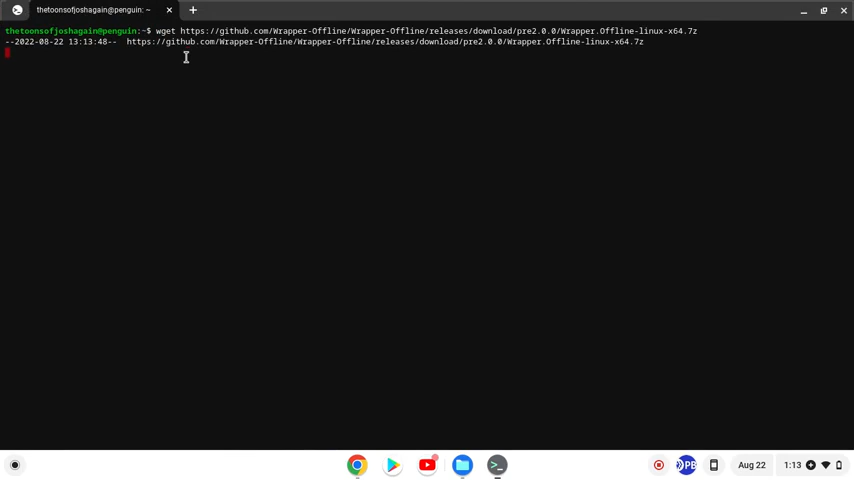 thetoonsofjoshagain@penguin: ~
thetoonsofjoshagain@penguin:~$ wget https://github.com/Wrapper-Offline/Wrapper-Offline/releases/download/pre2.0.0/Wrapper.Offline-linux-x64.7z
--2022-08-22 13:13:48--  https://github.com/Wrapper-Offline/Wrapper-Offline/releases/download/pre2.0.0/Wrapper.Offline-linux-x64.7z
PB Aug 22 1:13